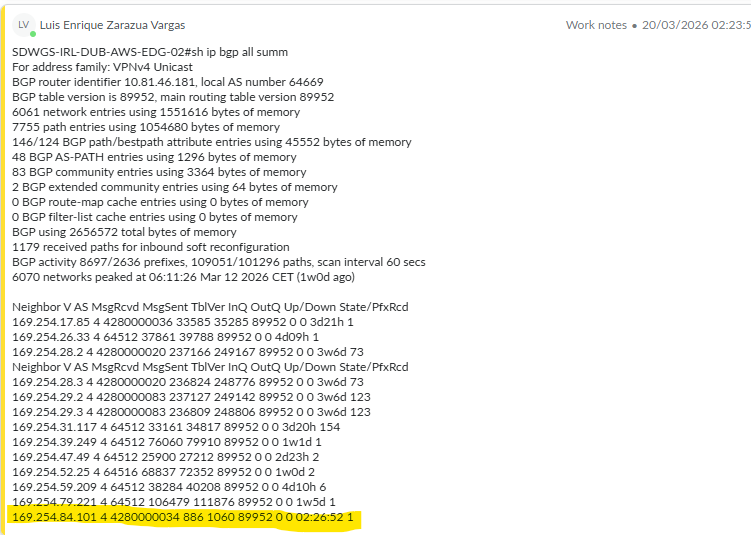 LV Luis Enrique Zarazua Vargas Work notes • 20/03/2026 02:23:5
SDWGS-IRL-DUB-AWS-EDG-02#sh ip bgp all summ
For address family: VPNv4 Unicast
BGP router identifier 10.81.46.181, local AS number 64669
BGP table version is 89952, main routing table version 89952
6061 network entries using 1551616 bytes of memory
7755 path entries using 1054680 bytes of memory
146/124 BGP path/bestpath attribute entries using 45552 bytes of memory
48 BGP AS-PATH entries using 1296 bytes of memory
83 BGP community entries using 3364 bytes of memory
2 BGP extended community entries using 64 bytes of memory
0 BGP route-map cache entries using 0 bytes of memory
0 BGP filter-list cache entries using 0 bytes of memory
BGP using 2656572 total bytes of memory
1179 received paths for inbound soft reconfiguration
BGP activity 8697/2636 prefixes, 109051/101296 paths, scan interval 60 secs
6070 networks peaked at 06:11:26 Mar 12 2026 CET (1w0d ago)
Neighbor V AS MsgRcvd MsgSent TblVer InQ OutQ Up/Down State/PfxRcd
169.254.17.85 4 4280000036 33585 35285 89952 0 0 3d21h 1
169.254.26.33 4 64512 37861 39788 89952 0 0 4d09h 1
169.254.28.2 4 4280000020 237166 249167 89952 0 0 3w6d 73
Neighbor V AS MsgRcvd MsgSent TblVer InQ OutQ Up/Down State/PfxRcd
169.254.28.3 4 4280000020 236824 248776 89952 0 0 3w6d 73
169.254.29.2 4 4280000083 237127 249142 89952 0 0 3w6d 123
169.254.29.3 4 4280000083 236809 248806 89952 0 0 3w6d 123
169.254.31.117 4 64512 33161 34817 89952 0 0 3d20h 154
169.254.39.249 4 64512 76060 79910 89952 0 0 1w1d 1
169.254.47.49 4 64512 25900 27212 89952 0 0 2d23h 2
169.254.52.25 4 64516 68837 72352 89952 0 0 1w0d 2
169.254.59.209 4 64512 38284 40208 89952 0 0 4d10h 6
169.254.79.221 4 64512 106479 111876 89952 0 0 1w5d 1
169.254.84.101 4 4280000034 886 1060 89952 0 0 02:26:52 1